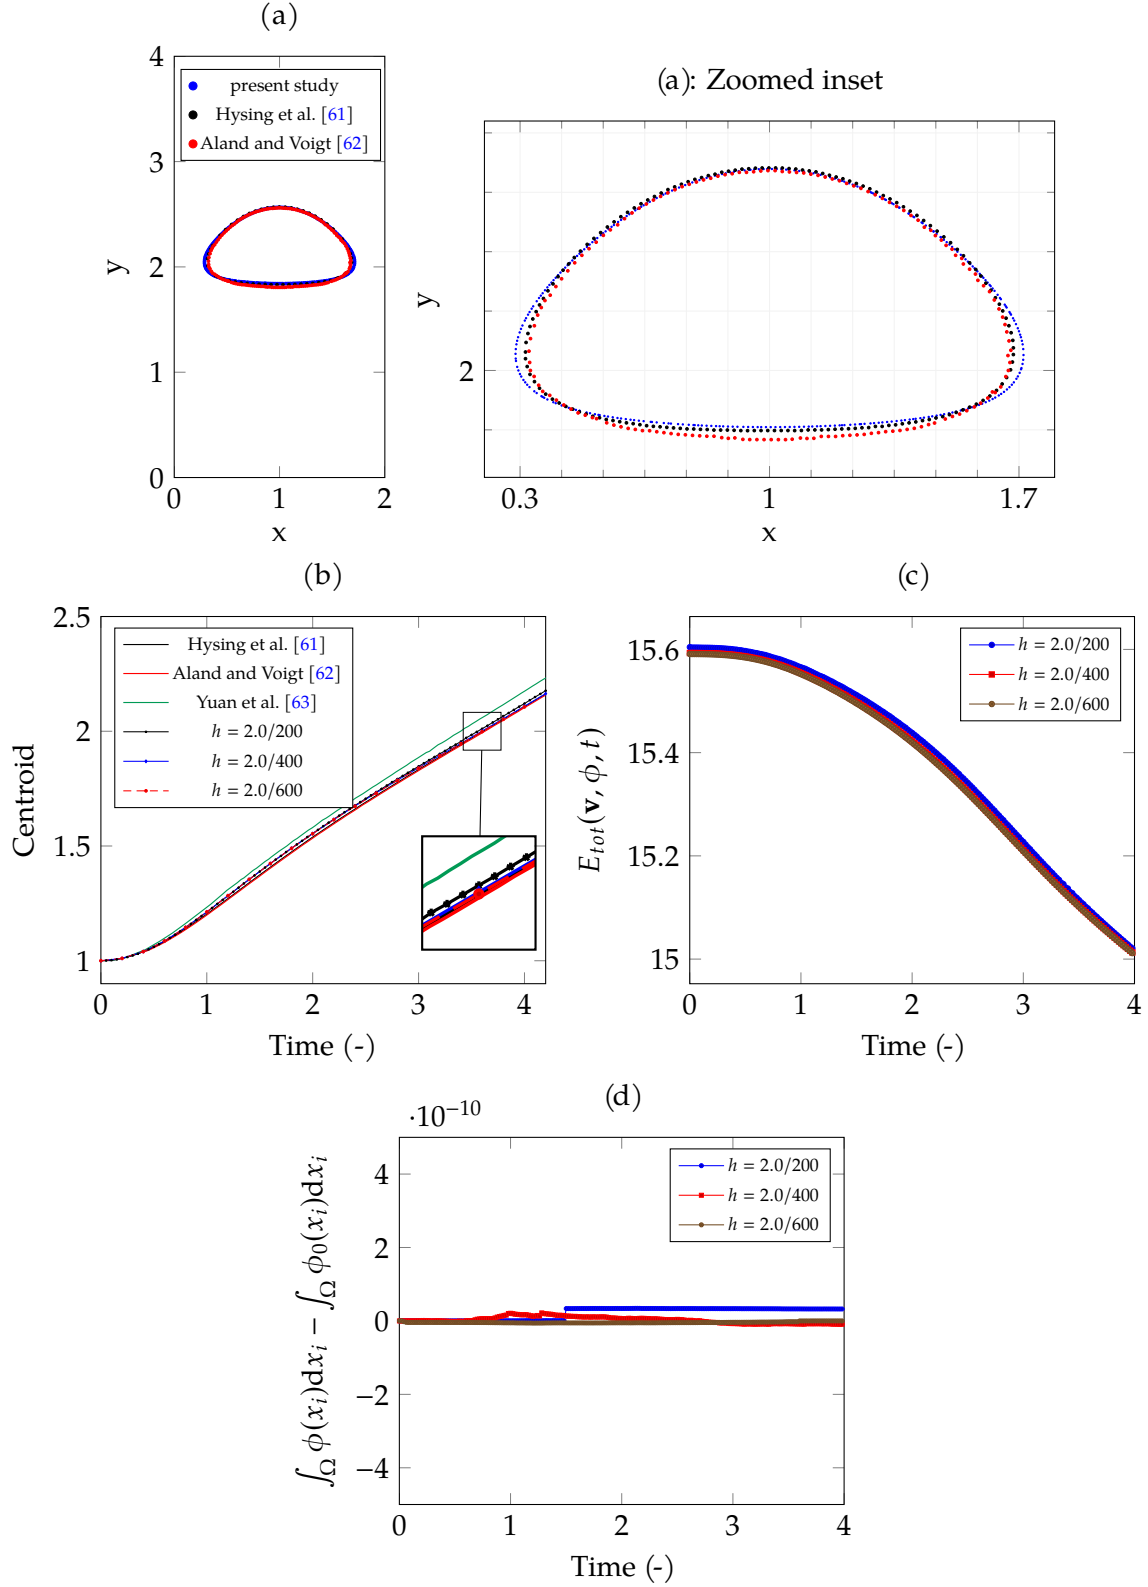 (a)
4
3
2
1
0
0
1
2
y
x
present study
Hysing et al. [61]
Aland and Voigt [62]
(a): Zoomed inset
y
2
0.3
1
1.7
x
(b)
2.5
2
1.5
1
0
1
2
3
4
Centroid
Time (-)
Hysing et al. [61]
Aland and Voigt [62]
Yuan et al. [63]
h = 2.0/200
h = 2.0/400
h = 2.0/600
(c)
15.6
15.4
15.2
15
0
1
2
3
4
E_{tot}(v, ϕ, t)
Time (-)
h = 2.0/200
h = 2.0/400
h = 2.0/600
(d)
·10⁻¹⁰
4
2
0
−2
−4
0
1
2
3
4
∫_Ω ϕ(x_i)dx_i − ∫_Ω ϕ_0(x_i)dx_i
Time (-)
h = 2.0/200
h = 2.0/400
h = 2.0/600